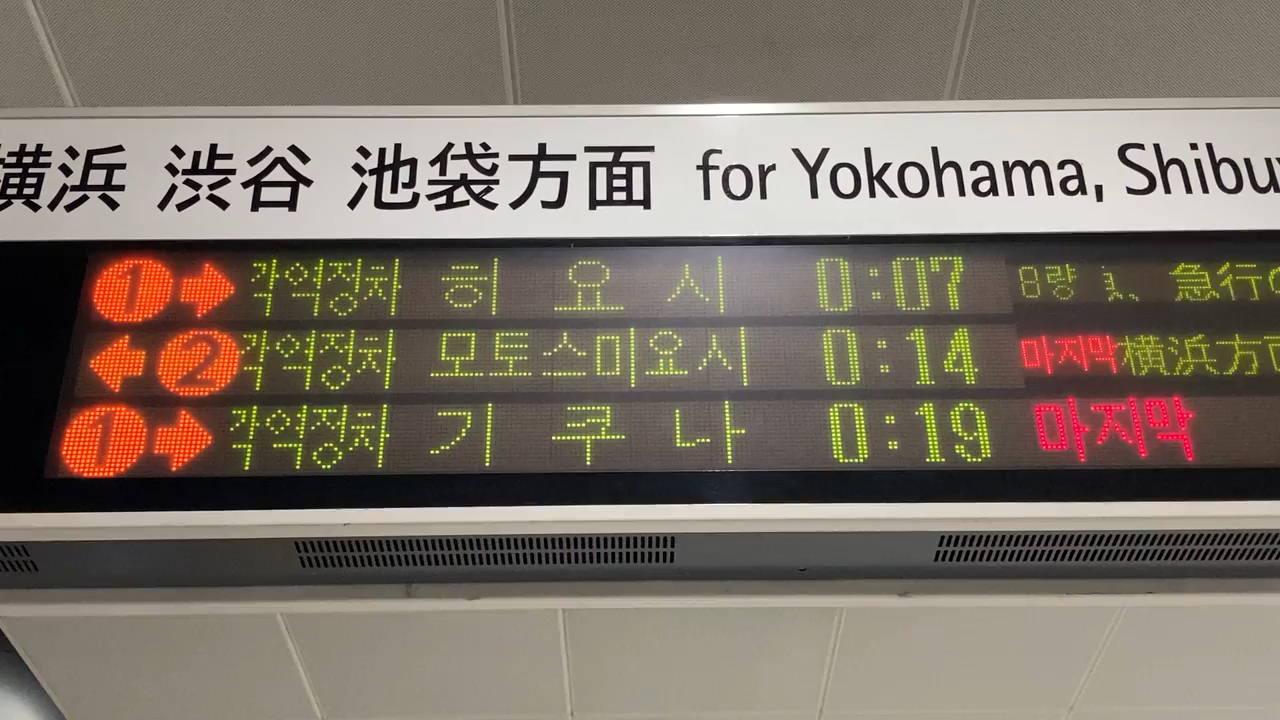 横浜 渋谷 池袋方面 for Yokohama, Shibu
1 → 각역정차 히요시 0:07 8량 急行
← 2 각역정차 모토스미요시 0:14 마지막 横浜方面
1 → 각역정차 기쿠나 0:19 마지막